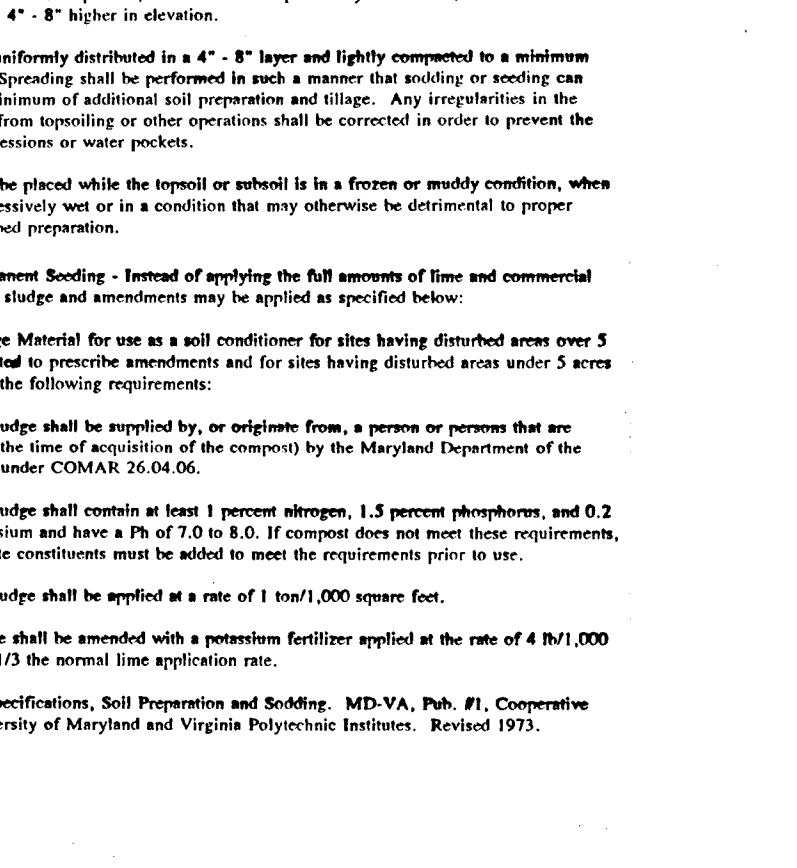 4" - 8" higher in elevation.
uniformly distributed in a 4" - 8" layer and lightly compacted to a minimum
Spreading shall be performed in such a manner that sodding or seeding can
inimum of additional soil preparation and tillage. Any irregularities in the
from topsoiling or other operations shall be corrected in order to prevent the
essions or water pockets.
be placed while the topsoil or subsoil is in a frozen or muddy condition, when
essively wet or in a condition that may otherwise be detrimental to proper
bed preparation.
anent Seeding - Instead of applying the full amounts of lime and commercial
sludge and amendments may be applied as specified below:
e Material for use as a soil conditioner for sites having disturbed areas over 5
ted to prescribe amendments and for sites having disturbed areas under 5 acres
the following requirements:
udge shall be supplied by, or originate from, a person or persons that are
the time of acquisition of the compost) by the Maryland Department of the
under COMAR 26.04.06.
udge shall contain at least 1 percent nitrogen, 1.5 percent phosphorus, and 0.2
sium and have a Ph of 7.0 to 8.0. If compost does not meet these requirements,
te constituents must be added to meet the requirements prior to use.
udge shall be applied at a rate of 1 ton/1,000 square feet.
e shall be amended with a potassium fertilizer applied at the rate of 4 lb/1,000
1/3 the normal lime application rate.
pecifications, Soil Preparation and Sodding. MD-VA, Pub. #1, Cooperative
ersity of Maryland and Virginia Polytechnic Institutes. Revised 1973.